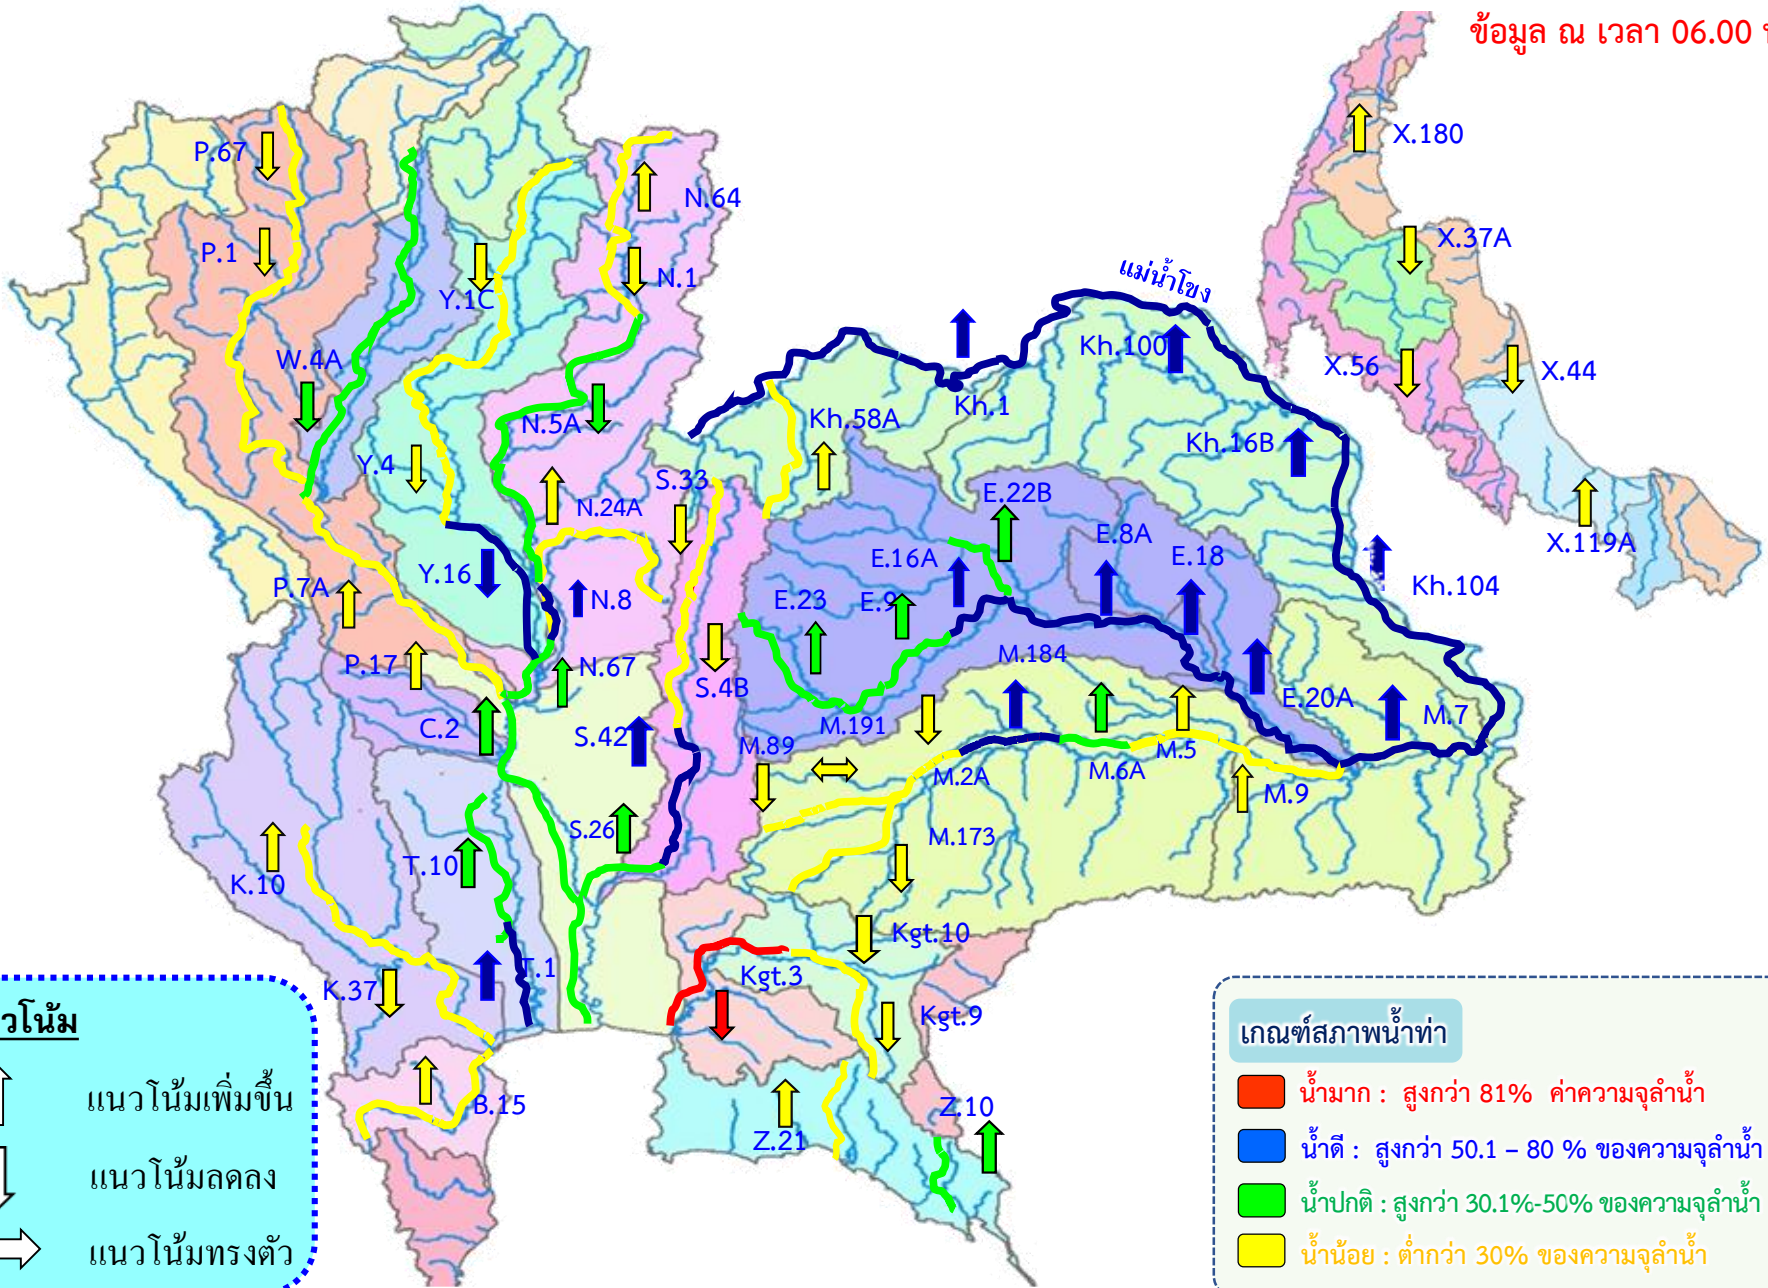 ข้อมูล ณ เวลา 06.00
P.67
X.180
N.64
P.1
X.37A
N.1
แม่น้ำโขง
Y.1C
W.4A
Kh.100
X.56
X.44
Kh.1
N.5A
Kh.58A
Kh.16B
Y.4
S.33
E.22B
N.24A
E.8A
X.119A
E.16A
E.18
Y.16
P.7A
N.8
E.23
E.9
Kh.104
P.17
N.67
M.184
S.4B
E.20A
C.2
M.7
S.42
M.191
M.89
M.5
M.2A
M.6A
M.9
S.26
M.173
T.10
K.10
Kgt.10
T.1
Kgt.3
K.37
Kgt.9
B.15
Z.10
Z.21
วโน้ม
แนวโน้มเพิ่มขึ้น
แนวโน้มลดลง
แนวโน้มทรงตัว
เกณฑ์สภาพน้ำท่า
น้ำมาก : สูงกว่า 81% ค่าความจุลำน้ำ
น้ำดี : สูงกว่า 50.1 – 80 % ของความจุลำน้ำ
น้ำปกติ : สูงกว่า 30.1%-50% ของความจุลำน้ำ
น้ำน้อย : ต่ำกว่า 30% ของความจุลำน้ำ